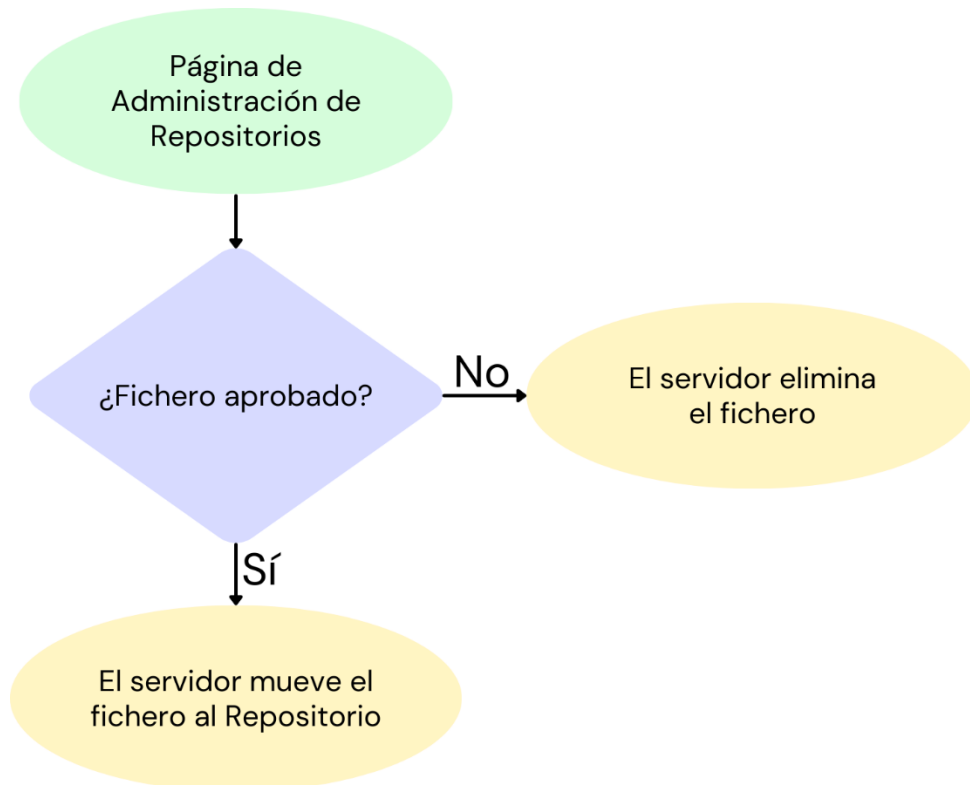 Página de
Administración de
Repositorios
¿Fichero aprobado?
No
El servidor elimina
el fichero
Sí
El servidor mueve el
fichero al Repositorio